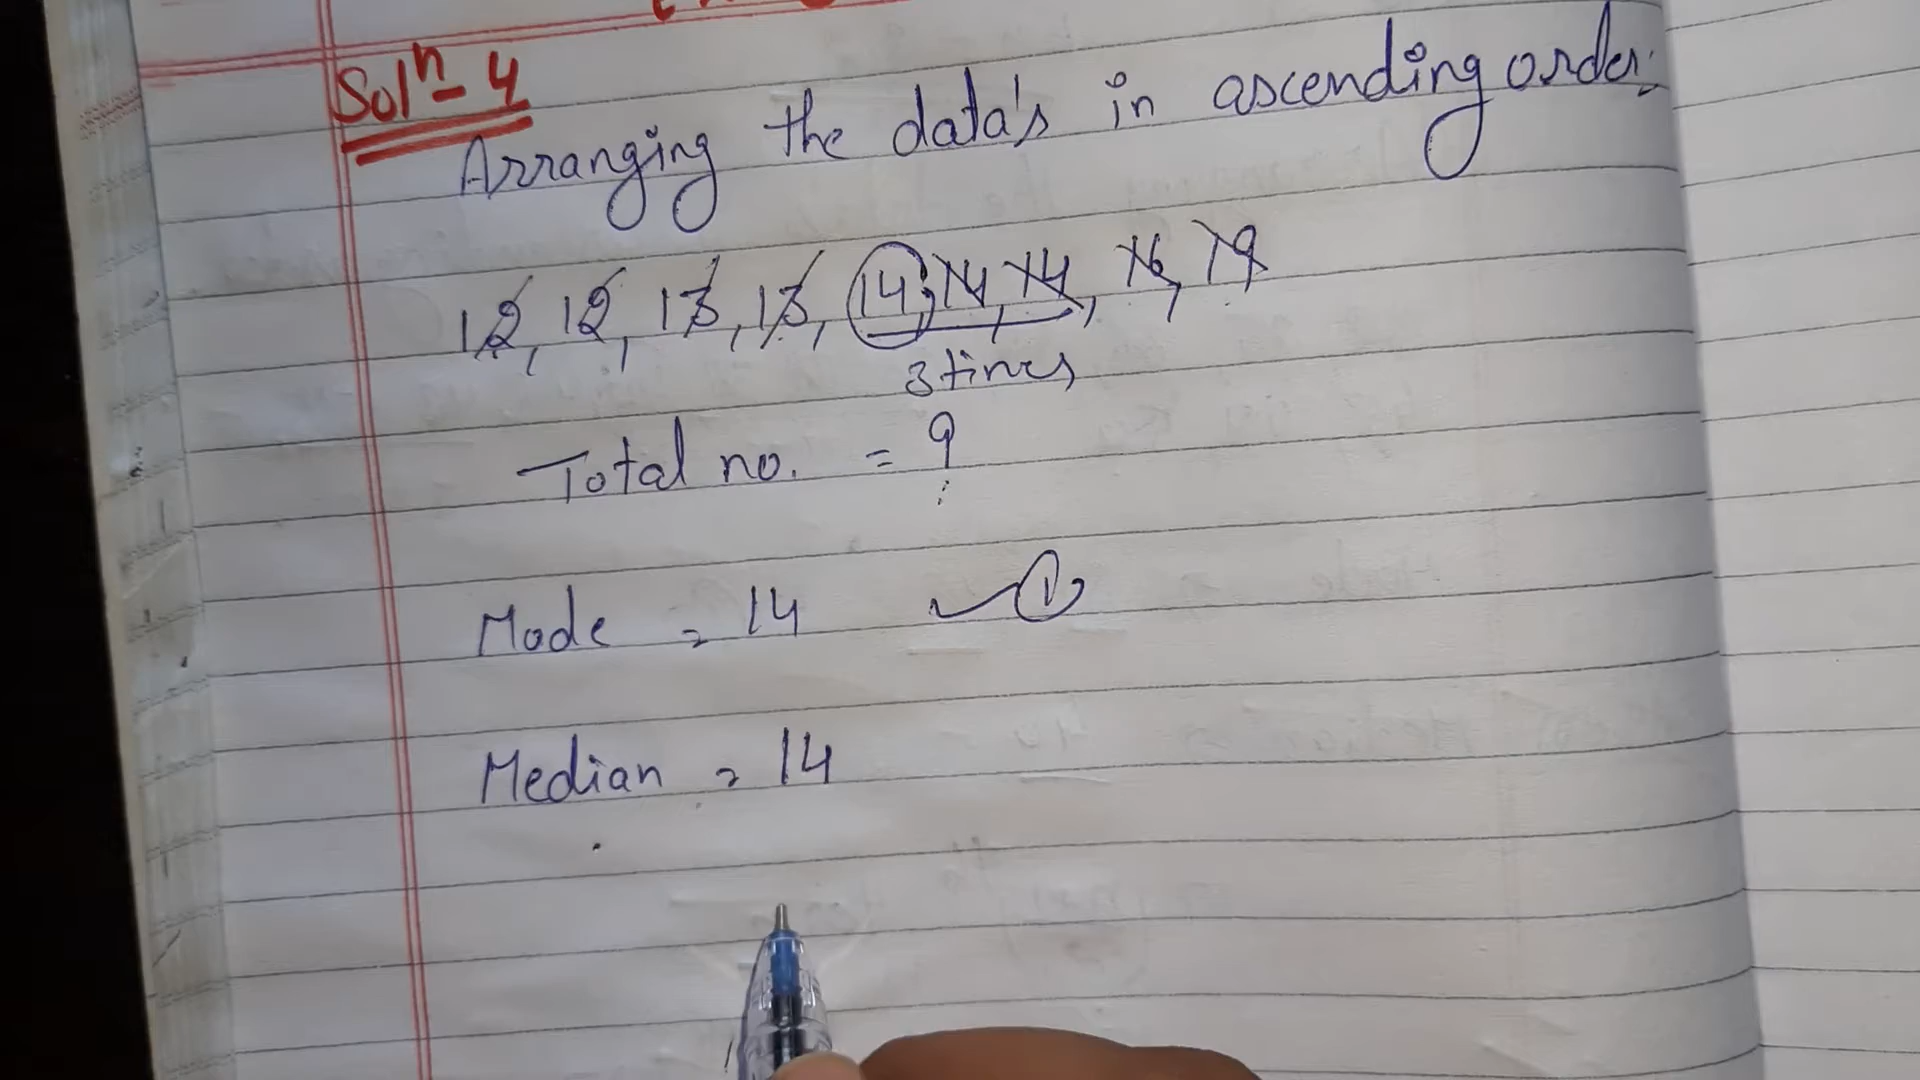 Solⁿ-4
Arranging the data's in ascending order.
12, 12, 13, 13, 14, 14, 14, 16, 19
3 times
Total no. = 9
Mode = 14 1
Median = 14